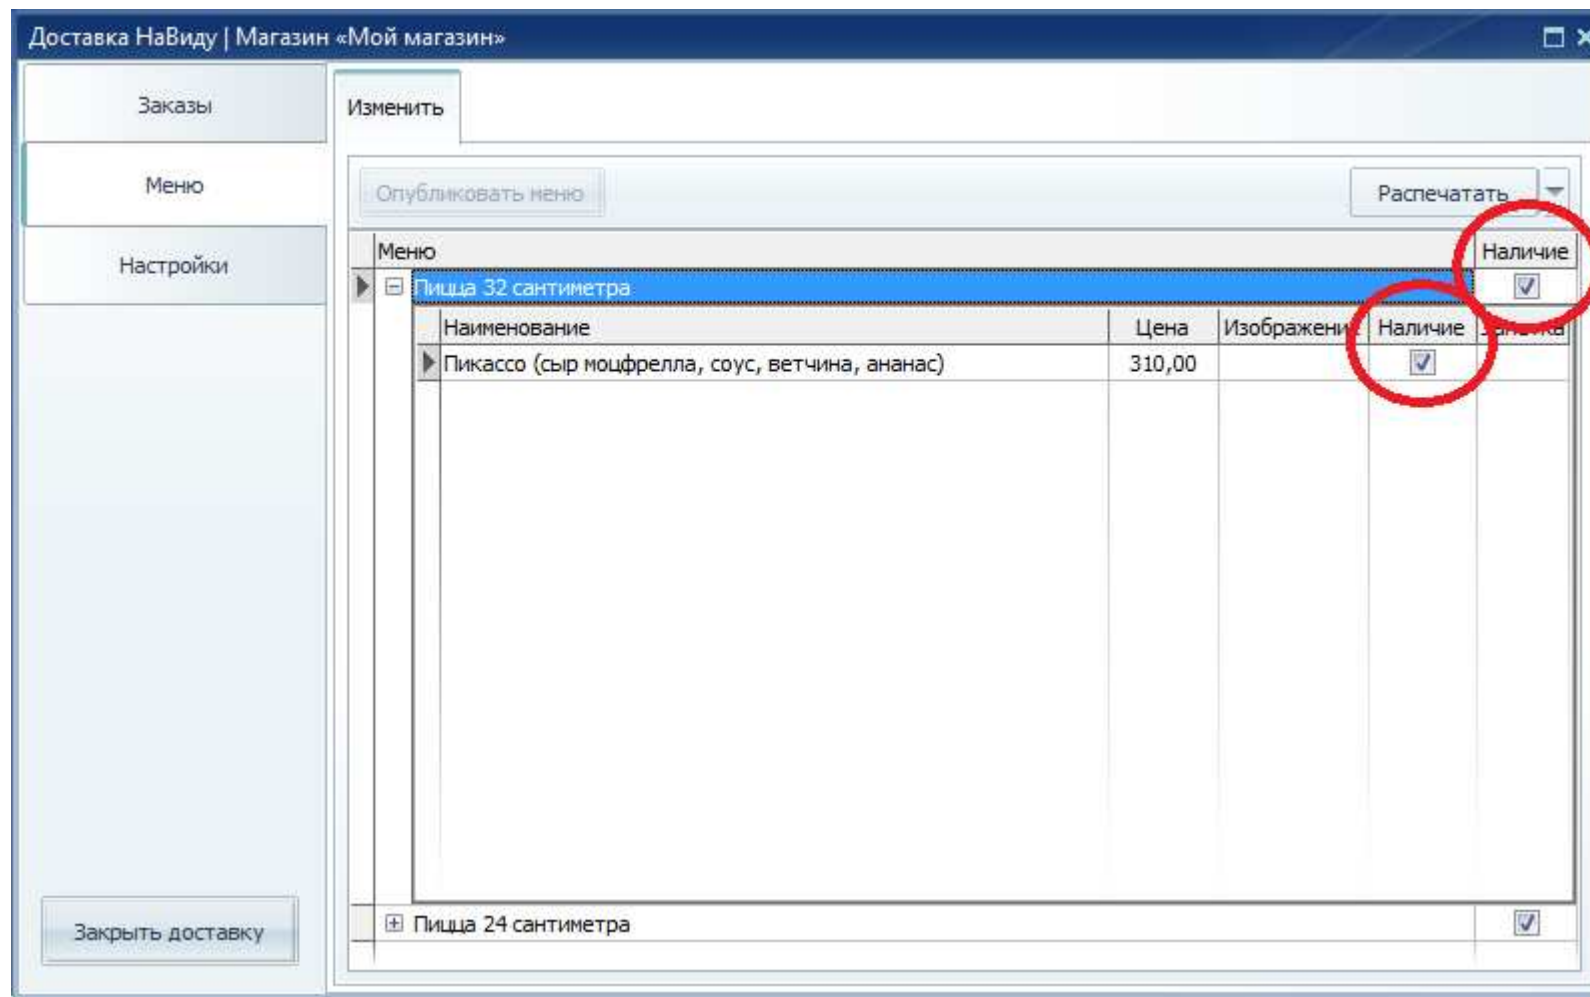 Доставка НаВиду | Магазин «Мой магазин»
Заказы
Изменить
Меню
Опубликовать меню
Распечатать
Настройки
Меню Наличие
Пицца 32 сантиметра
Наименование Цена Изображение Наличие
Пикассо (сыр моцфрелла, соус, ветчина, ананас) 310,00
Пицца 24 сантиметра
Закрыть доставку